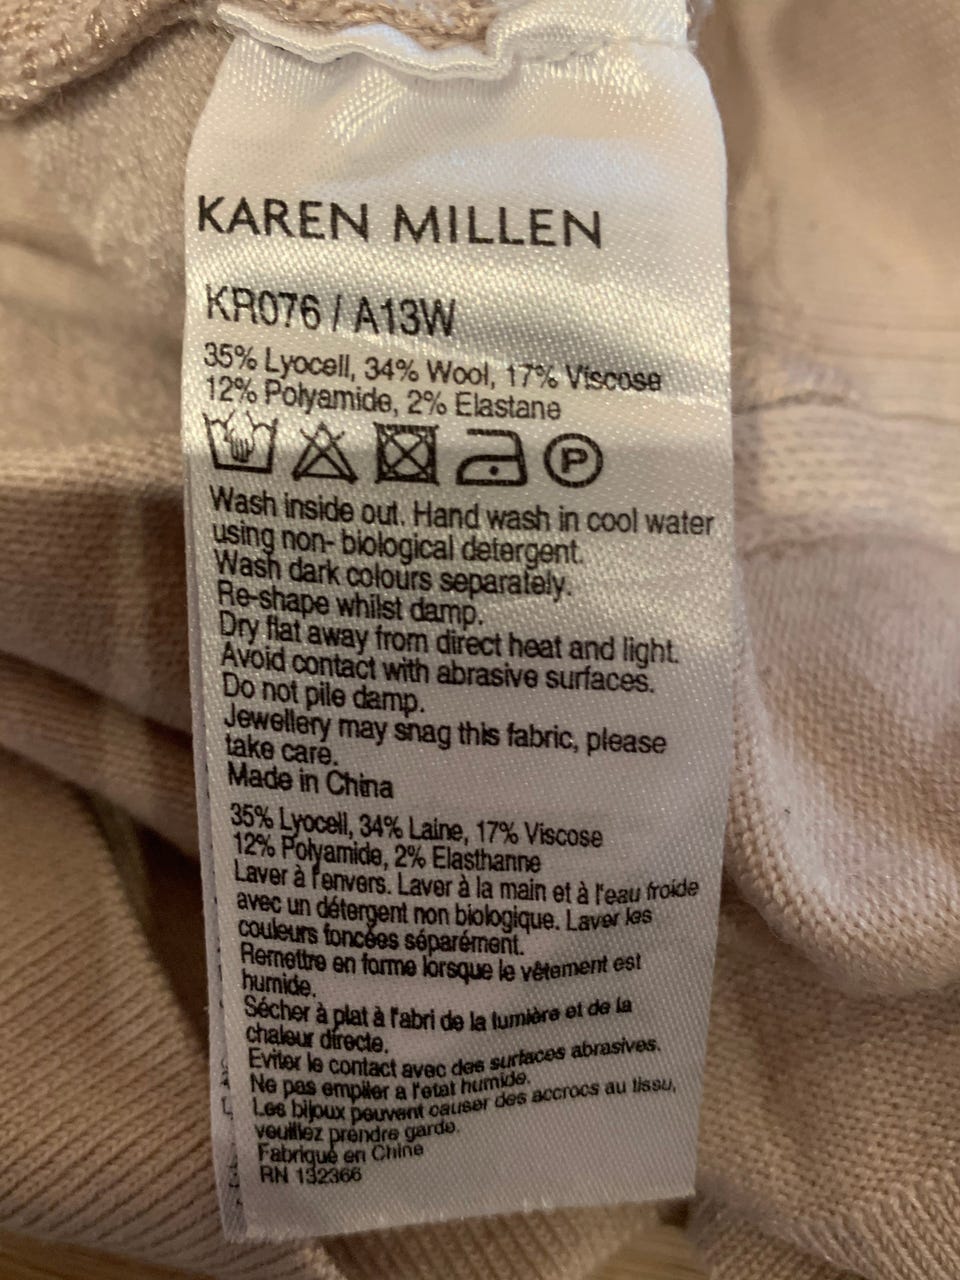 KAREN MILLEN
KR076 / A13W
35% Lyocell, 34% Wool, 17% Viscose
12% Polyamide, 2% Elastane
P
Wash inside out. Hand wash in cool water
using non- biological detergent.
Wash dark colours separately.
Re-shape whilst damp.
Dry flat away from direct heat and light.
Avoid contact with abrasive surfaces.
Do not pile damp.
Jewellery may snag this fabric, please
take care.
Made in China
35% Lyocell, 34% Laine, 17% Viscose
12% Polyamide, 2% Elasthanne
Laver à l'envers. Laver à la main et à l'eau froide
avec un détergent non biologique. Laver les
couleurs foncées séparément.
Remettre en forme lorsque le vêtement est
humide.
Sécher à plat à l'abri de la lumière et de la
chaleur directe.
Eviter le contact avec des surfaces abrasives.
Ne pas empiler a l'etat humide.
Les bijoux peuvent causer des accrocs au tissu,
veuillez prendre garde.
Fabriqué en Chine
RN 132366